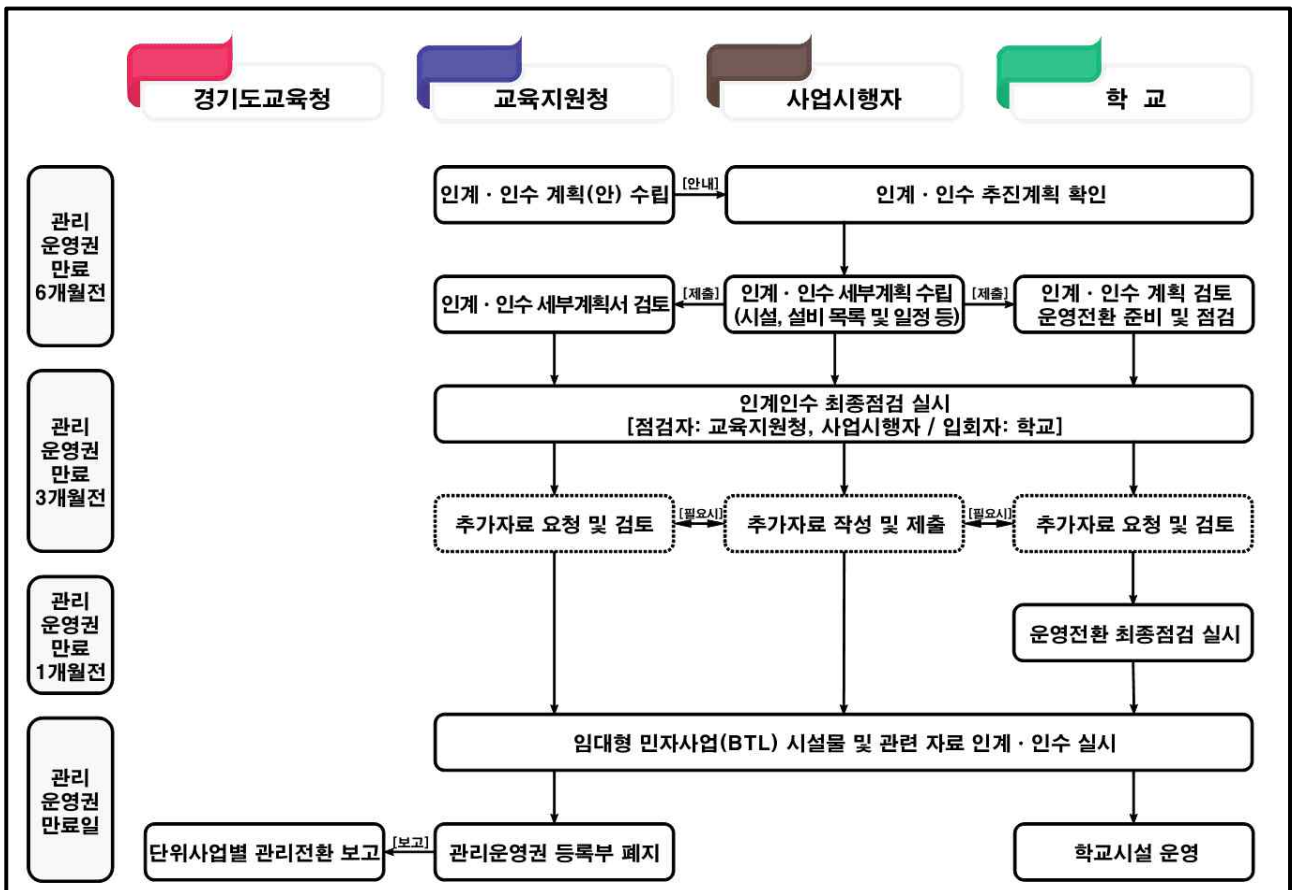 경기도교육청
교육지원청
사업시행자
학 교
관리
운영권
만료
6개월전
인계 · 인수 계획(안) 수립
[안내]
인계 · 인수 추진계획 확인
인계 · 인수 세부계획서 검토
[제출]
인계 · 인수 세부계획 수립
(시설, 설비 목록 및 일정 등)
[제출]
인계 · 인수 계획 검토
운영전환 준비 및 점검
관리
운영권
만료
3개월전
인계인수 최종점검 실시
[점검자: 교육지원청, 사업시행자 / 입회자: 학교]
추가자료 요청 및 검토
[필요시]
추가자료 작성 및 제출
[필요시]
추가자료 요청 및 검토
관리
운영권
만료
1개월전
운영전환 최종점검 실시
관리
운영권
만료일
임대형 민자사업(BTL) 시설물 및 관련 자료 인계 · 인수 실시
단위사업별 관리전환 보고
[보고]
관리운영권 등록부 폐지
학교시설 운영